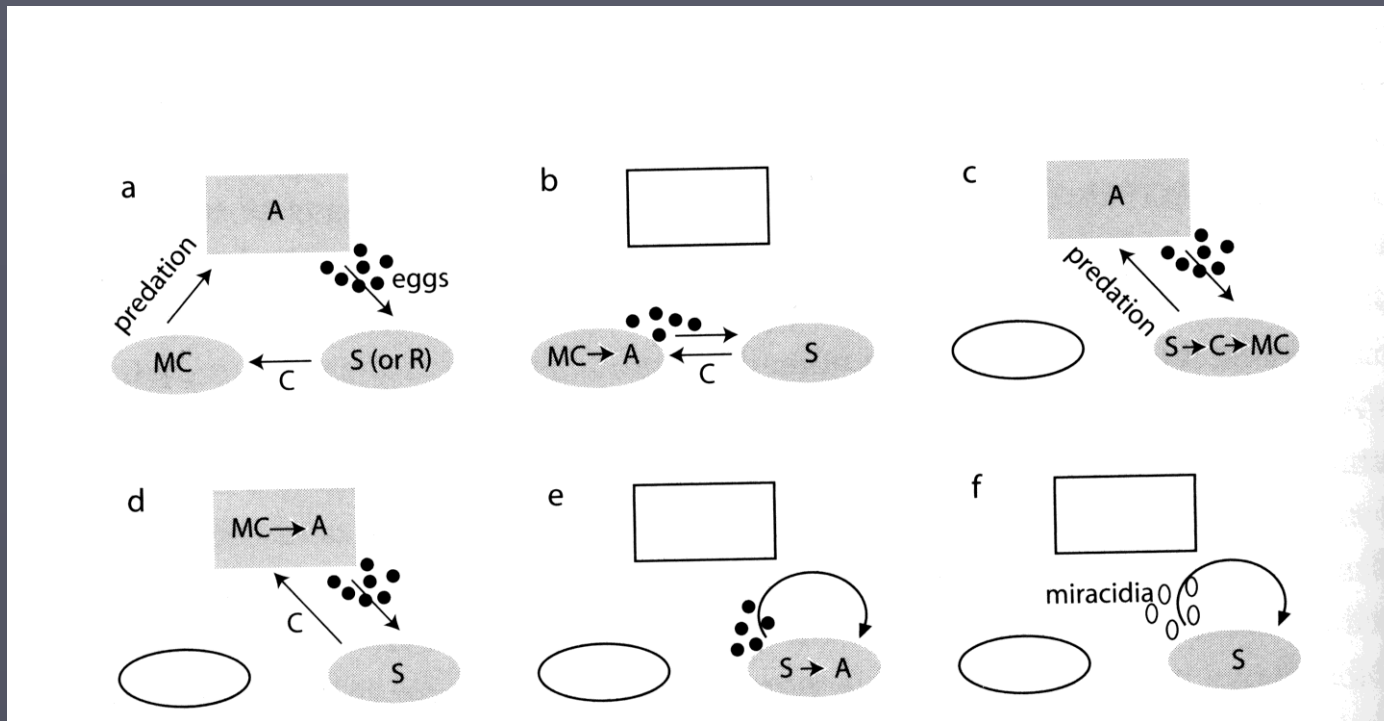 a
A
predation
eggs
MC
C
S (or R)
b
MC → A
C
S
c
A
predation
S → C → MC
d
MC → A
C
S
e
S → A
f
miracidia
S